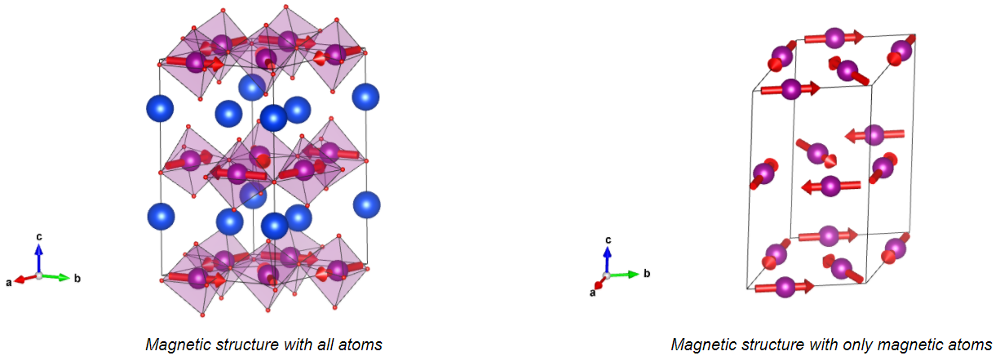 c
a
b
c
a
b
Magnetic structure with all atoms
Magnetic structure with only magnetic atoms